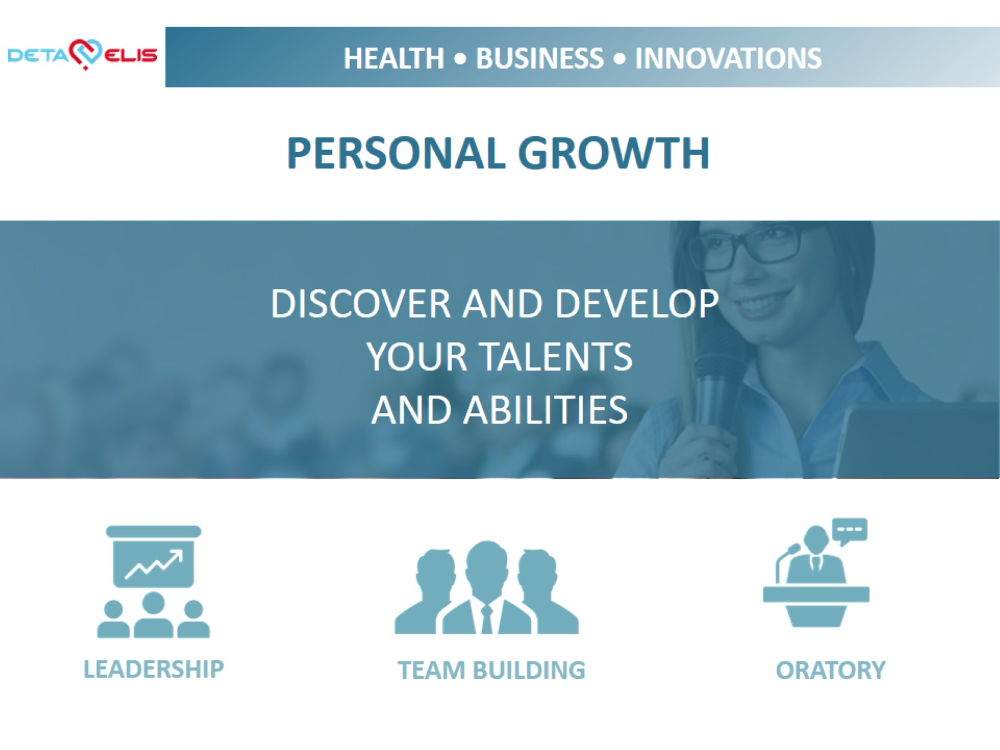 DETA ELIS
HEALTH • BUSINESS • INNOVATIONS
PERSONAL GROWTH
DISCOVER AND DEVELOP
YOUR TALENTS
AND ABILITIES
LEADERSHIP
TEAM BUILDING
ORATORY